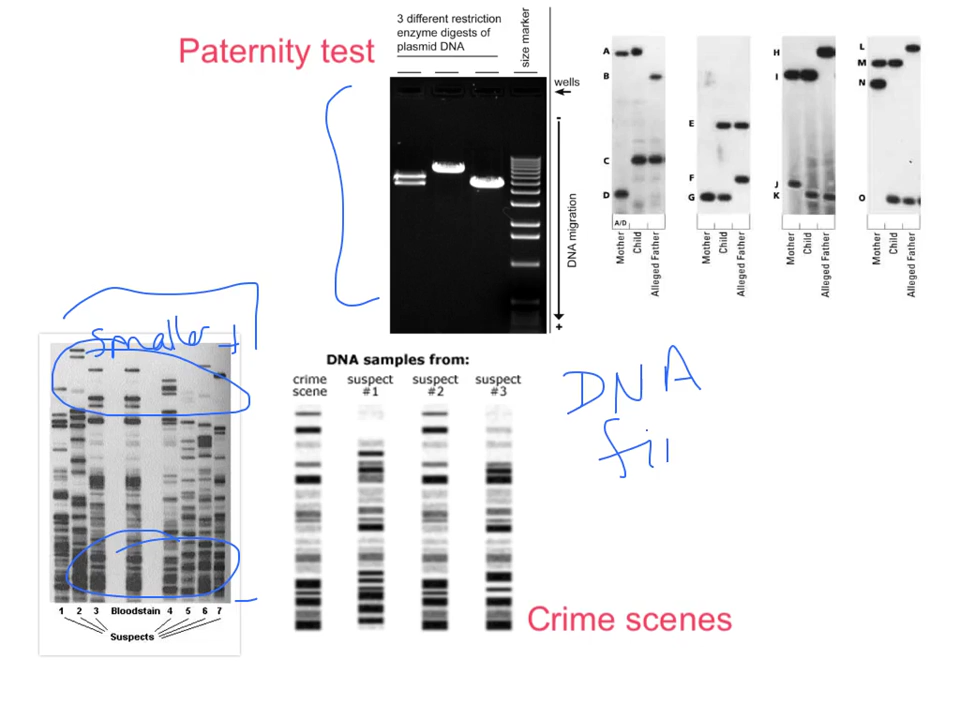 Paternity test
3 different restriction
enzyme digests of
plasmid DNA
size marker
wells
-
DNA migration
+
A
B
C
D
A/D
Mother
Child
Alleged Father
E
F
G
Mother
Child
Alleged Father
H
I
J
K
Mother
Child
Alleged Father
L
M
N
O
Mother
Child
Alleged Father
smaller
1 2 3 Bloodstain 4 5 6 7
Suspects
DNA samples from:
crime scene
suspect #1
suspect #2
suspect #3
DNA
Crime scenes